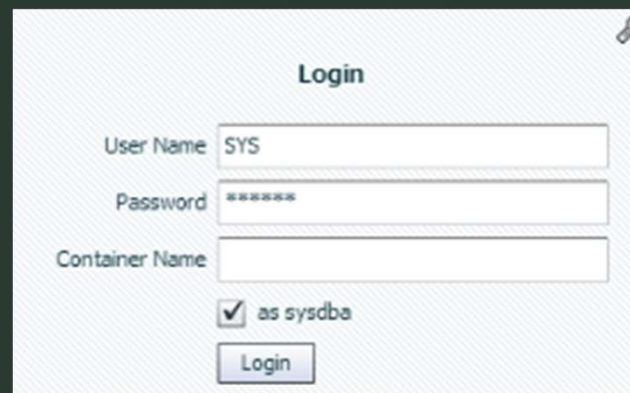 Login
User Name SYS
Password ******
Container Name
as sysdba
Login